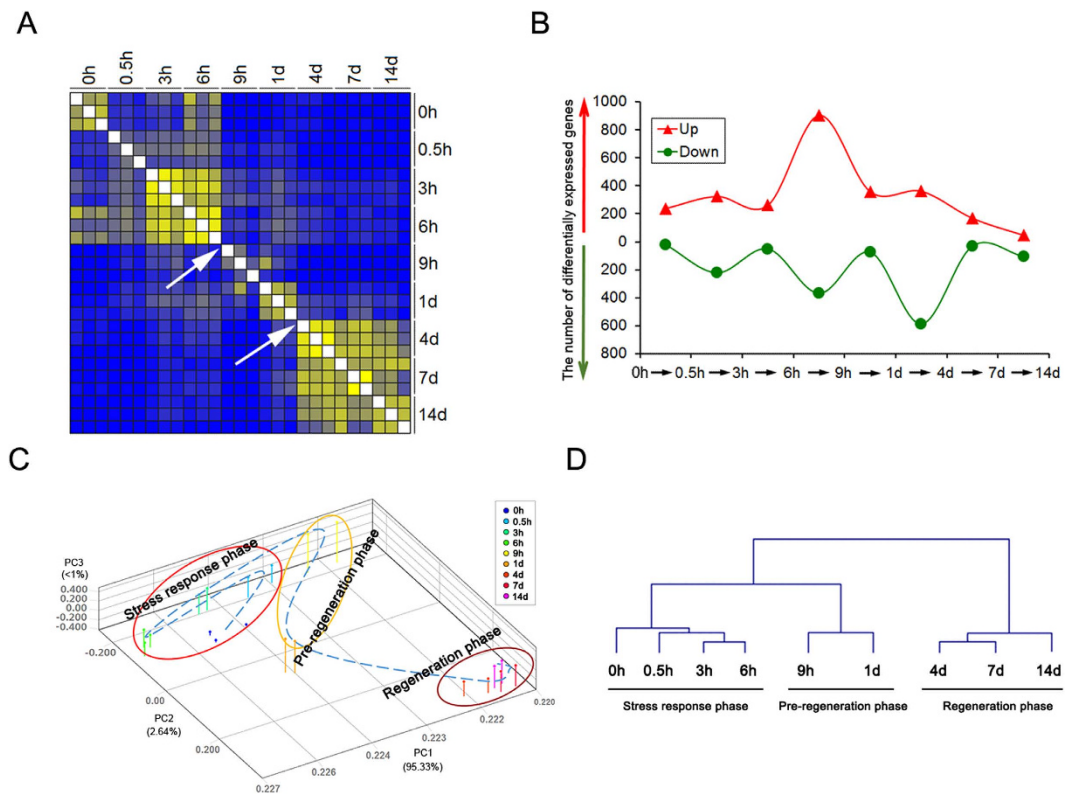 A
0h 0.5h 3h 6h 9h 1d 4d 7d 14d
0h
0.5h
3h
6h
9h
1d
4d
7d
14d
B
The number of differentially expressed genes
1000
800
600
400
200
0
200
400
600
800
Up
Down
0h 0.5h 3h 6h 9h 1d 4d 7d 14d
C
PC3
(<1%)
0.400
0.200
0.00
-0.200
-0.400
-0.200
0.00
0.200
PC2
(2.64%)
0.227
0.226
0.224
0.223
0.222
0.220
PC1
(95.33%)
Stress response phase
Pre-regeneration phase
Regeneration phase
0h
0.5h
3h
6h
9h
1d
4d
7d
14d
D
0h 0.5h 3h 6h 9h 1d 4d 7d 14d
Stress response phase Pre-regeneration phase Regeneration phase